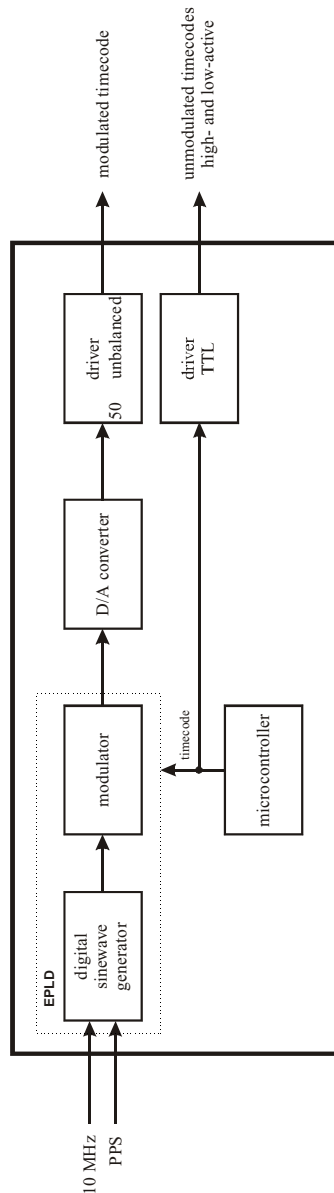 10 MHz
PPS
EPLD
digital
sinewave
generator
modulator
D/A converter
driver
unbalanced
50
modulated timecode
timecode
microcontroller
driver
TTL
unmodulated timecodes
high- and low-active